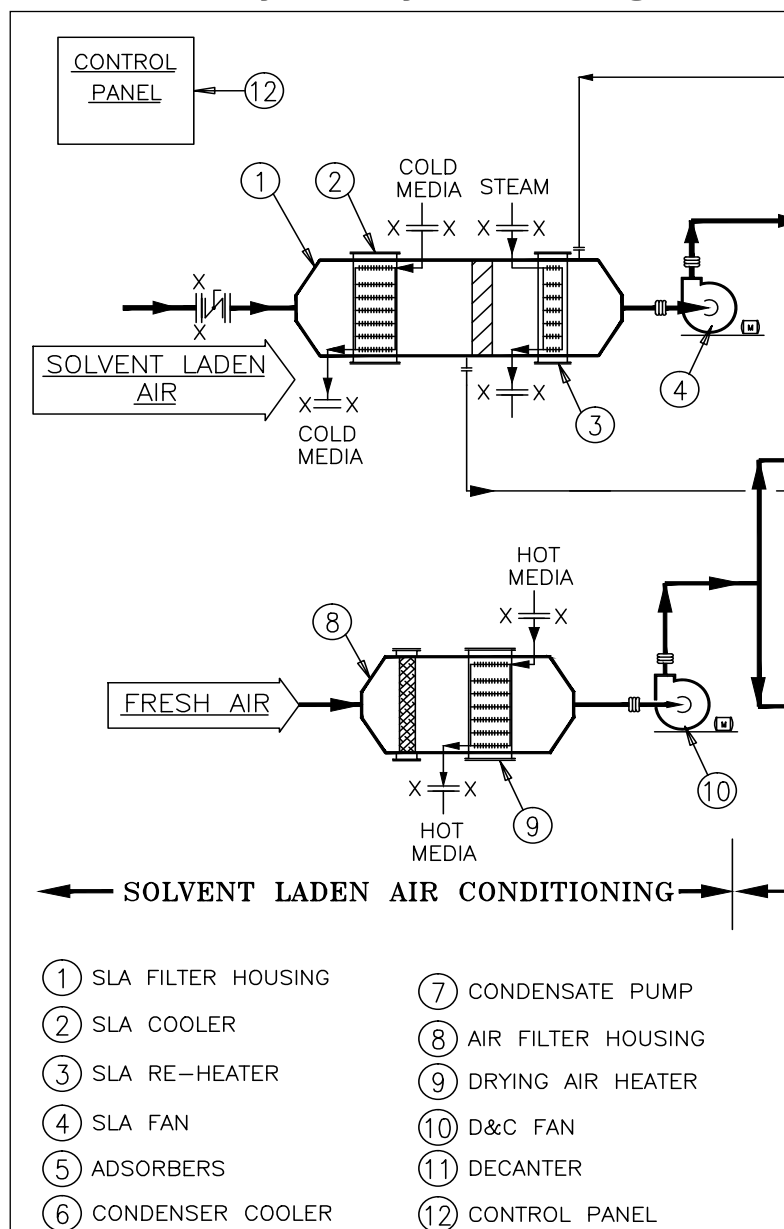 CONTROL
PANEL
12
1
2
COLD
MEDIA
STEAM
X X
X X
X
X
SOLVENT LADEN
AIR
X X
COLD
MEDIA
X X
3
4
M
HOT
MEDIA
X X
8
FRESH AIR
M
X X
HOT
MEDIA
9
10
SOLVENT LADEN AIR CONDITIONING
1 SLA FILTER HOUSING
2 SLA COOLER
3 SLA RE-HEATER
4 SLA FAN
5 ADSORBERS
6 CONDENSER COOLER
7 CONDENSATE PUMP
8 AIR FILTER HOUSING
9 DRYING AIR HEATER
10 D&C FAN
11 DECANTER
12 CONTROL PANEL